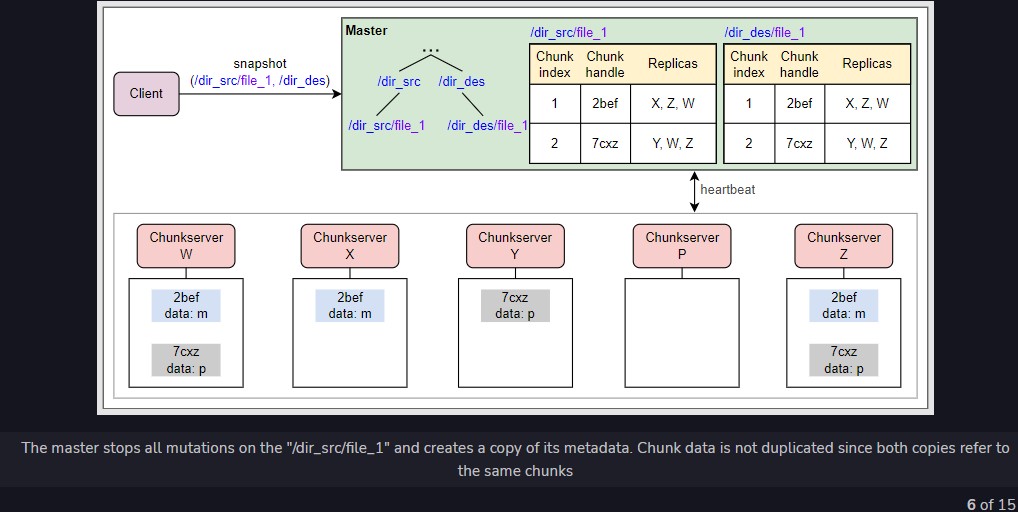 Master
Client
snapshot
(/dir_src/file_1, /dir_des)
...
/dir_src
/dir_des
/dir_src/file_1
/dir_des/file_1
/dir_src/file_1
Chunk index
Chunk handle
Replicas
1 2bef X, Z, W
2 7cxz Y, W, Z
/dir_des/file_1
Chunk index
Chunk handle
Replicas
1 2bef X, Z, W
2 7cxz Y, W, Z
heartbeat
Chunkserver
W
2bef
data: m
7cxz
data: p
Chunkserver
X
2bef
data: m
Chunkserver
Y
7cxz
data: p
Chunkserver
P
Chunkserver
Z
2bef
data: m
7cxz
data: p
The master stops all mutations on the "/dir_src/file_1" and creates a copy of its metadata. Chunk data is not duplicated since both copies refer to
the same chunks
6 of 15